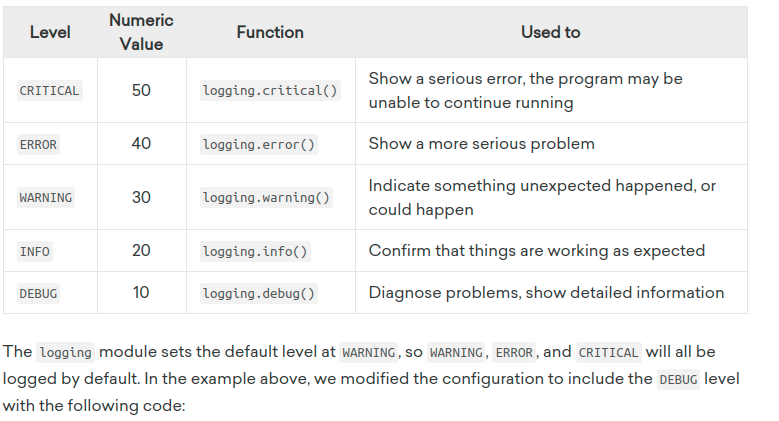 Level Numeric Value Function Used to
CRITICAL 50 logging.critical() Show a serious error, the program may be
unable to continue running
ERROR 40 logging.error() Show a more serious problem
WARNING 30 logging.warning() Indicate something unexpected happened, or
could happen
INFO 20 logging.info() Confirm that things are working as expected
DEBUG 10 logging.debug() Diagnose problems, show detailed information
The logging module sets the default level at WARNING, so WARNING, ERROR, and CRITICAL will all be
logged by default. In the example above, we modified the configuration to include the DEBUG level
with the following code: